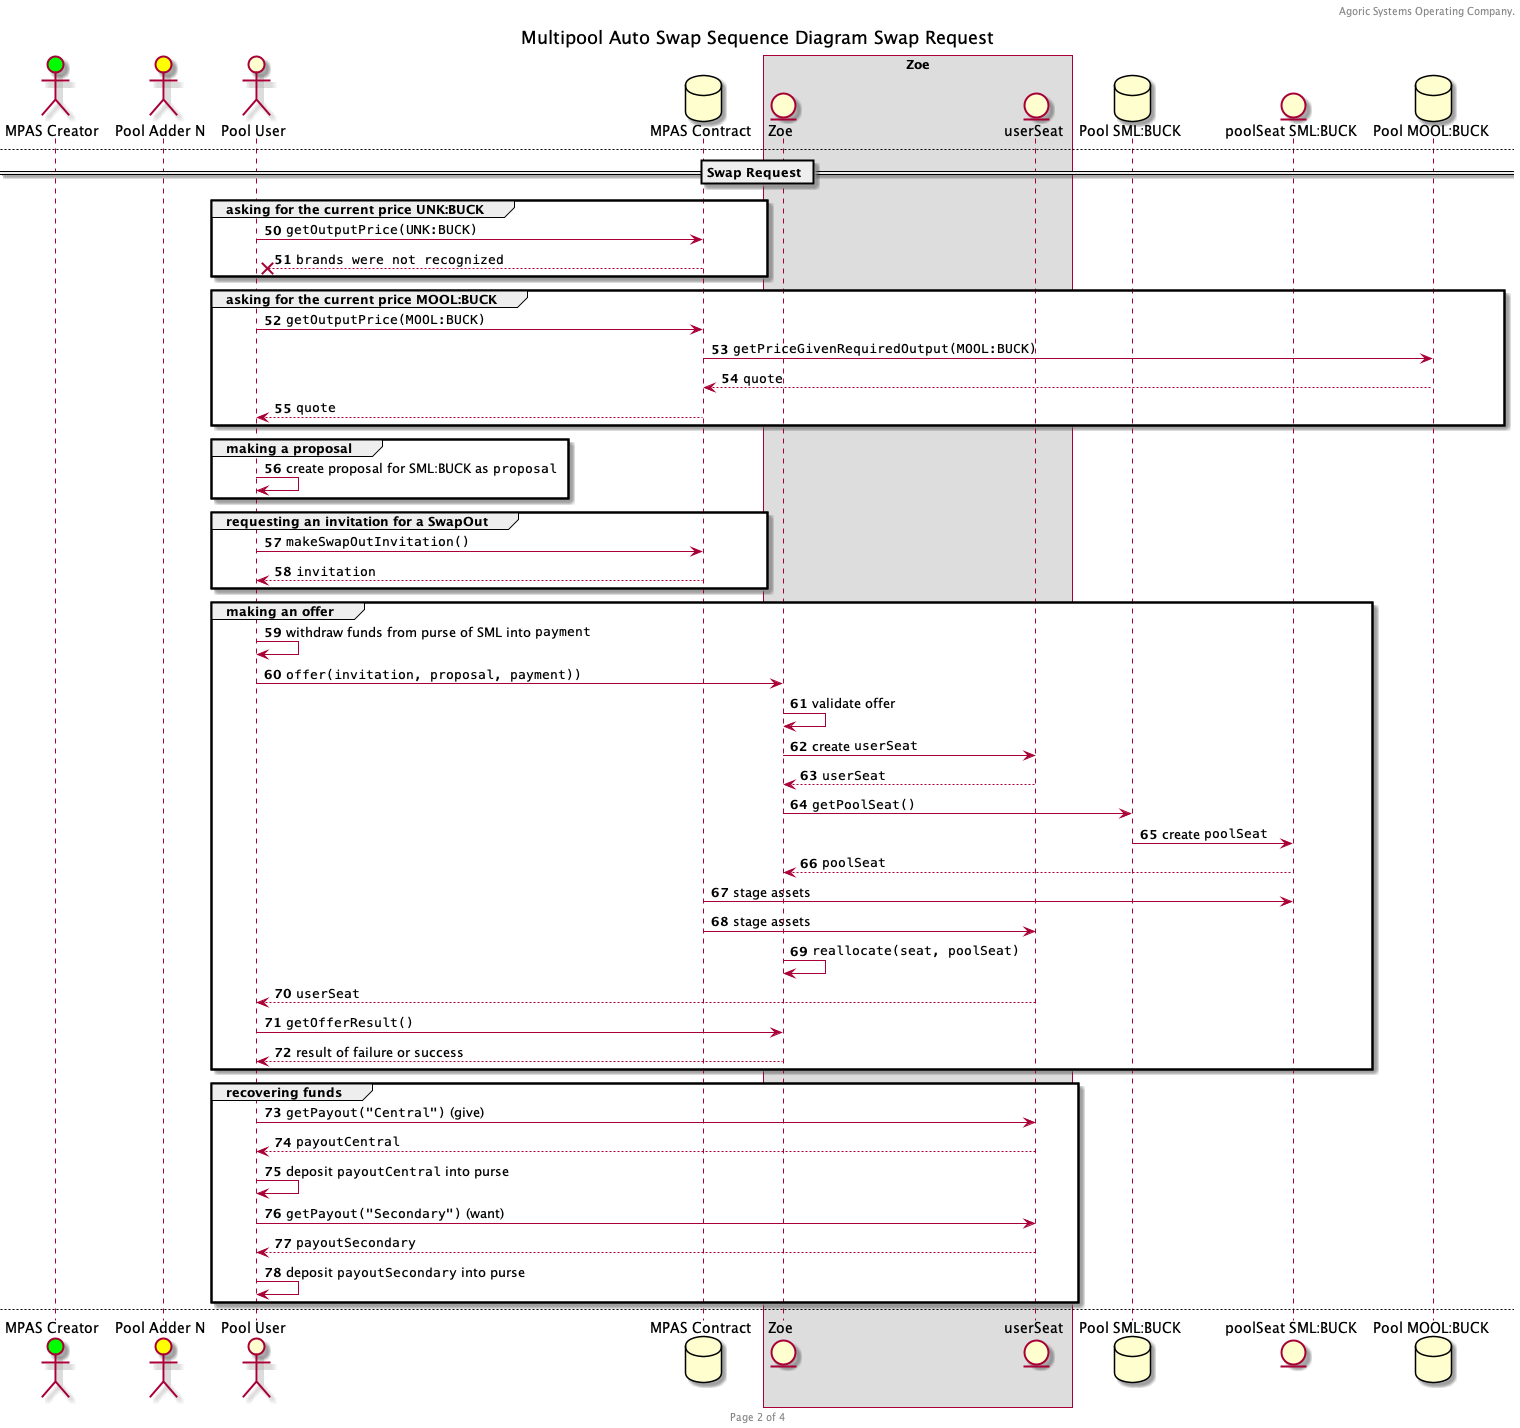 Agoric Systems Operating Company.
Multipool Auto Swap Sequence Diagram Swap Request
Zoe
MPAS Creator Pool Adder N Pool User MPAS Contract Zoe userSeat Pool SML:BUCK poolSeat SML:BUCK Pool MOOL:BUCK
Swap Request
asking for the current price UNK:BUCK
50 getOutputPrice(UNK:BUCK)
51 brands were not recognized
asking for the current price MOOL:BUCK
52 getOutputPrice(MOOL:BUCK)
53 getPriceGivenRequiredOutput(MOOL:BUCK)
54 quote
55 quote
making a proposal
56 create proposal for SML:BUCK as proposal
requesting an invitation for a SwapOut
57 makeSwapOutInvitation()
58 invitation
making an offer
59 withdraw funds from purse of SML into payment
60 offer(invitation, proposal, payment))
61 validate offer
62 create userSeat
63 userSeat
64 getPoolSeat()
65 create poolSeat
66 poolSeat
67 stage assets
68 stage assets
69 reallocate(seat, poolSeat)
70 userSeat
71 getOfferResult()
72 result of failure or success
recovering funds
73 getPayout("Central") (give)
74 payoutCentral
75 deposit payoutCentral into purse
76 getPayout("Secondary") (want)
77 payoutSecondary
78 deposit payoutSecondary into purse
MPAS Creator Pool Adder N Pool User MPAS Contract Zoe userSeat Pool SML:BUCK poolSeat SML:BUCK Pool MOOL:BUCK
Page 2 of 4